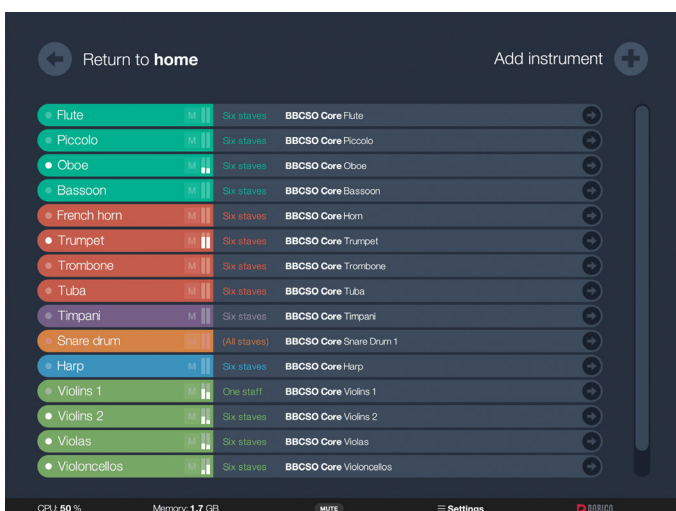 Return to home Add instrument
Flute M Six staves BBCSO Core Flute
Piccolo M Six staves BBCSO Core Piccolo
Oboe M Six staves BBCSO Core Oboe
Bassoon M Six staves BBCSO Core Bassoon
French horn M Six staves BBCSO Core Horn
Trumpet M Six staves BBCSO Core Trumpet
Trombone M Six staves BBCSO Core Trombone
Tuba M Six staves BBCSO Core Tuba
Timpani M Six staves BBCSO Core Timpani
Snare drum M (All staves) BBCSO Core Snare Drum 1
Harp M Six staves BBCSO Core Harp
Violins 1 M One staff BBCSO Core Violins 1
Violins 2 M Six staves BBCSO Core Violins 2
Violas M Six staves BBCSO Core Violas
Violoncellos M Six staves BBCSO Core Violoncellos
CPU: 50 % Memory: 1.7 GB MUTE Settings DORICO